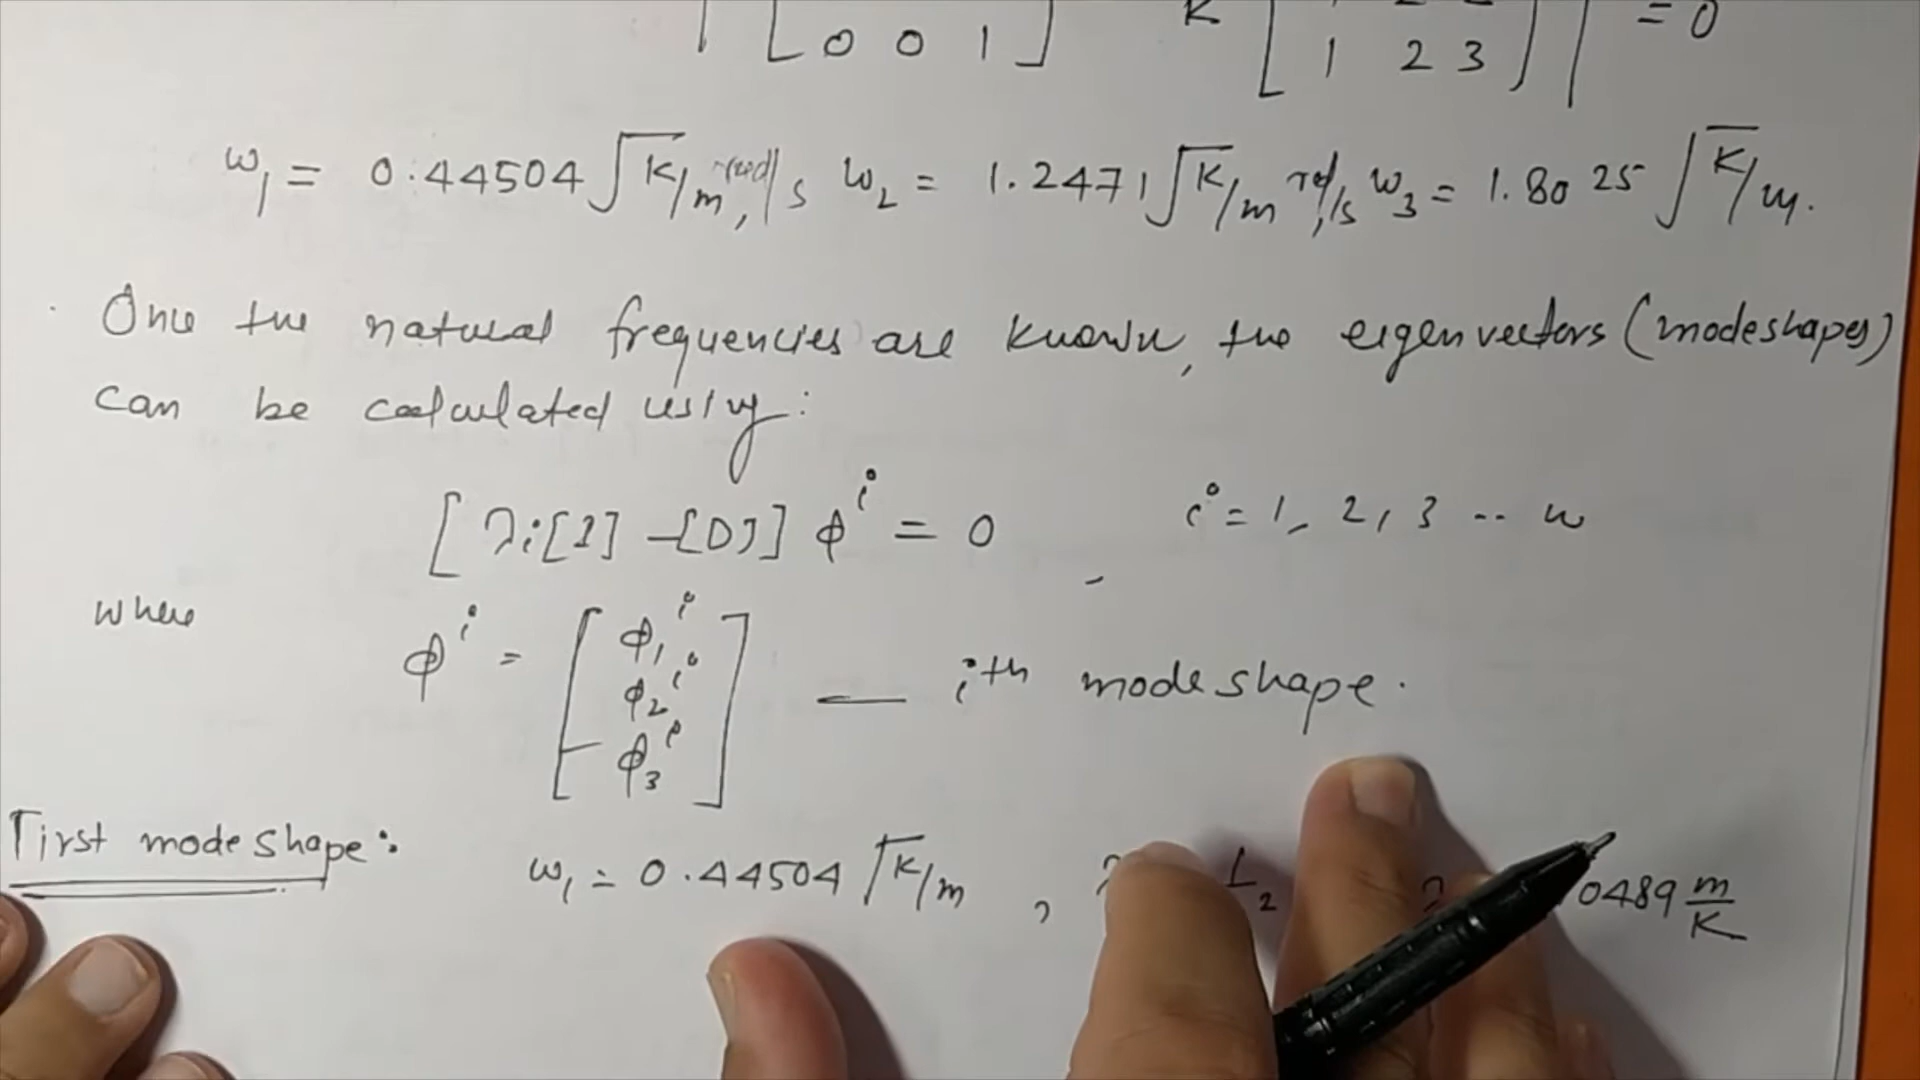 [0 0 1] K [1 2 3] = 0
ω₁ = 0.44504 √K/m, rad/s ω₂ = 1.2471 √K/m rd/s, ω₃ = 1.8025 √K/m.
Once the natural frequencies are known, the eigenvectors (modeshapes)
can be calculated using:
[λi[I] - [D]] ϕⁱ = 0, i = 1, 2, 3 .. n
where
ϕⁱ = [ϕ₁ⁱ ϕ₂ⁱ ϕ₃ⁱ] — ith mode shape.
First mode shape: ω₁ = 0.44504 √K/m, 0489 m/K